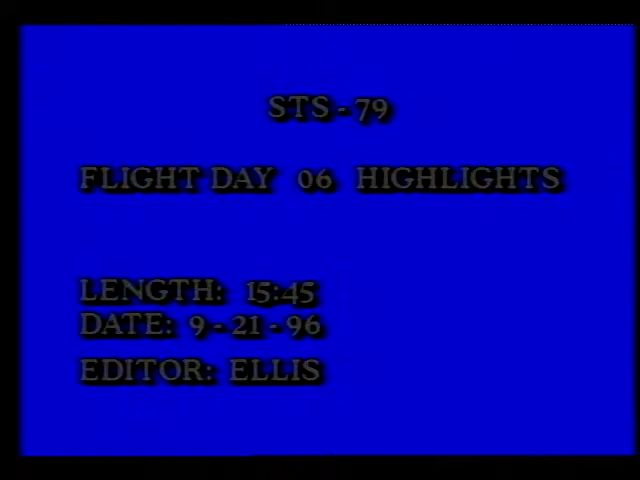 STS - 79
FLIGHT DAY 06 HIGHLIGHTS
LENGTH: 15:45
DATE: 9 - 21 - 96
EDITOR: ELLIS